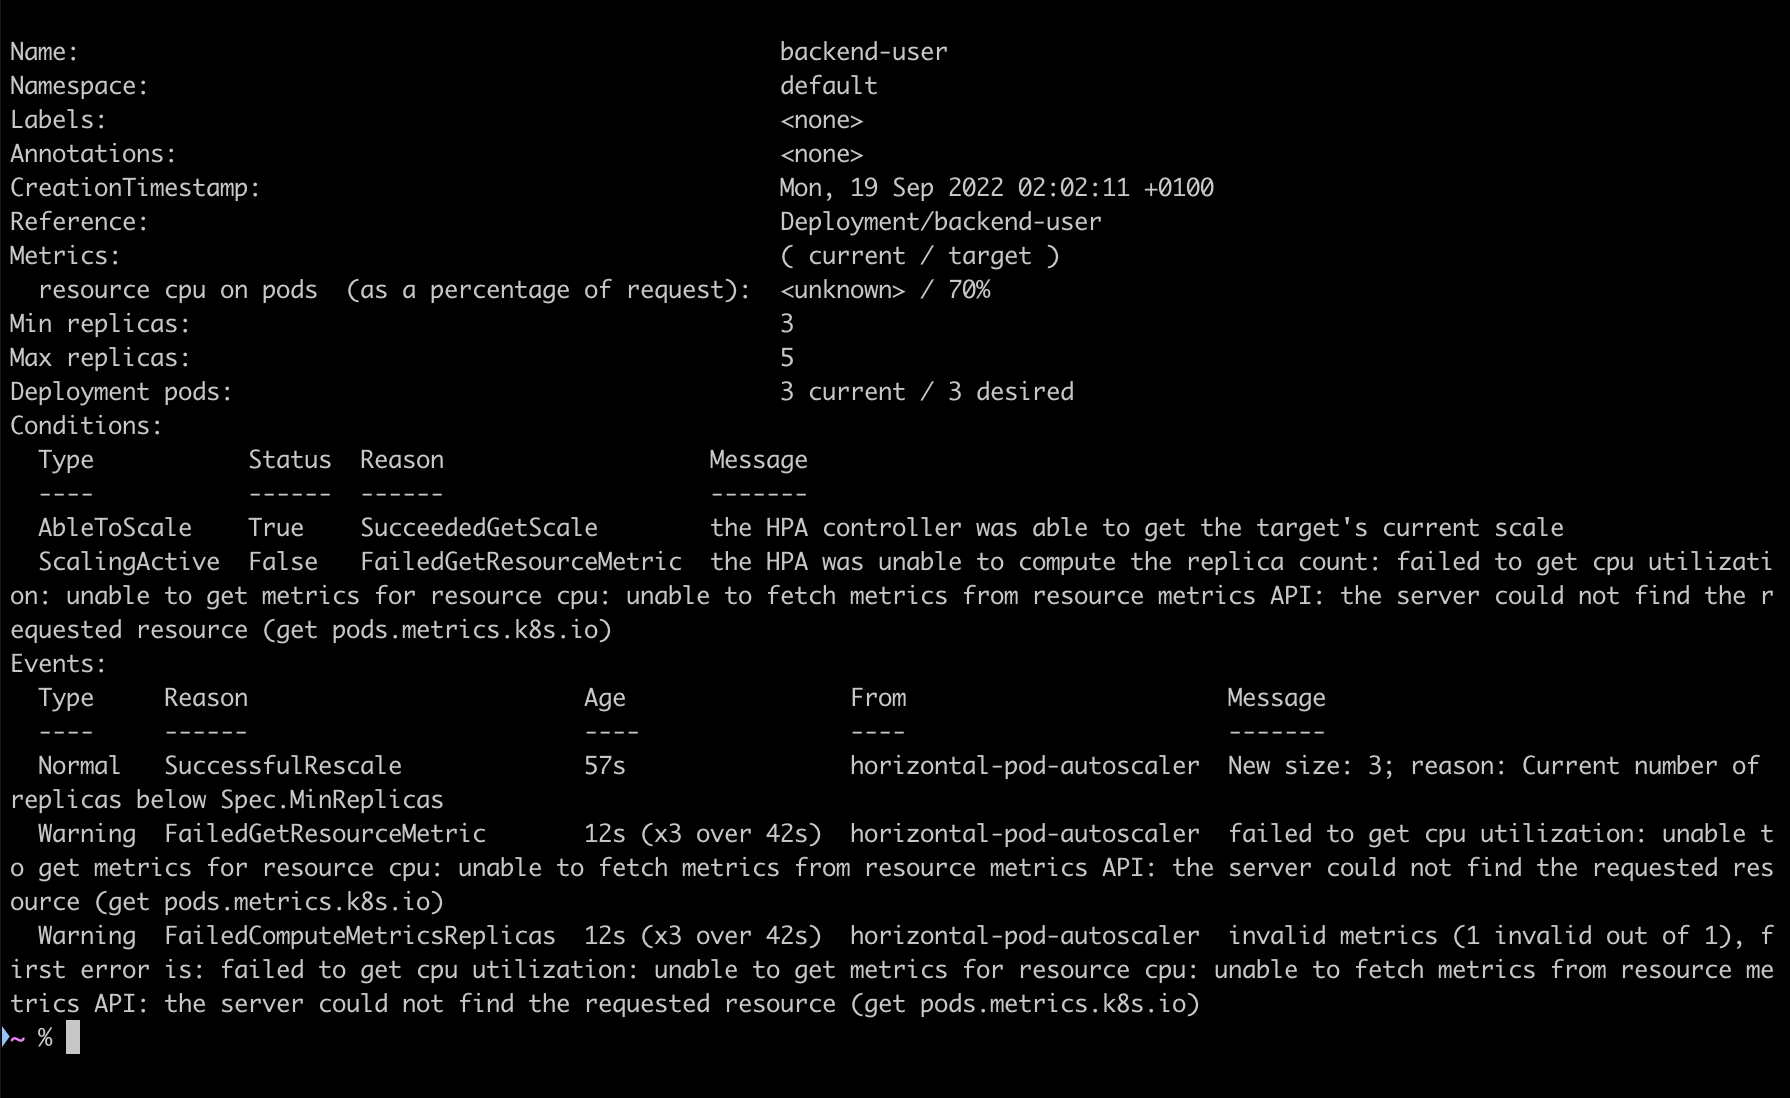 Name:                                                  backend-user
Namespace:                                             default
Labels:                                                <none>
Annotations:                                           <none>
CreationTimestamp:                                     Mon, 19 Sep 2022 02:02:11 +0100
Reference:                                             Deployment/backend-user
Metrics:                                               ( current / target )
  resource cpu on pods  (as a percentage of request):  <unknown> / 70%
Min replicas:                                          3
Max replicas:                                          5
Deployment pods:                                       3 current / 3 desired
Conditions:
  Type           Status  Reason                   Message
  ----           ------  ------                   -------
  AbleToScale    True    SucceededGetScale        the HPA controller was able to get the target's current scale
  ScalingActive  False   FailedGetResourceMetric  the HPA was unable to compute the replica count: failed to get cpu utilizati
on: unable to get metrics for resource cpu: unable to fetch metrics from resource metrics API: the server could not find the r
equested resource (get pods.metrics.k8s.io)
Events:
  Type     Reason                        Age                From                       Message
  ----     ------                        ----               ----                       -------
  Normal   SuccessfulRescale             57s                horizontal-pod-autoscaler  New size: 3; reason: Current number of
replicas below Spec.MinReplicas
  Warning  FailedGetResourceMetric       12s (x3 over 42s)  horizontal-pod-autoscaler  failed to get cpu utilization: unable t
o get metrics for resource cpu: unable to fetch metrics from resource metrics API: the server could not find the requested res
ource (get pods.metrics.k8s.io)
  Warning  FailedComputeMetricsReplicas  12s (x3 over 42s)  horizontal-pod-autoscaler  invalid metrics (1 invalid out of 1), f
irst error is: failed to get cpu utilization: unable to get metrics for resource cpu: unable to fetch metrics from resource me
trics API: the server could not find the requested resource (get pods.metrics.k8s.io)
~ %